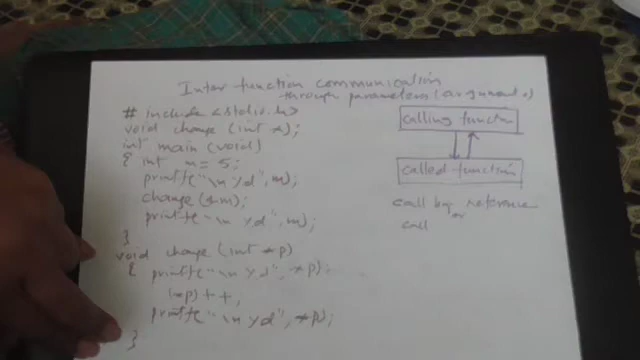 Inter function communication
through parameters (arguments)
# include <stdio.h>
void change (int *);
int main (void)
{ int m = 5;
printf("\n %d", m);
change (&m);
printf("\n %d", m);
}
void change (int *p)
{ printf("\n %d", *p);
(*p) ++;
printf("\n %d", *p);
}
calling function
called function
call by reference
or
call